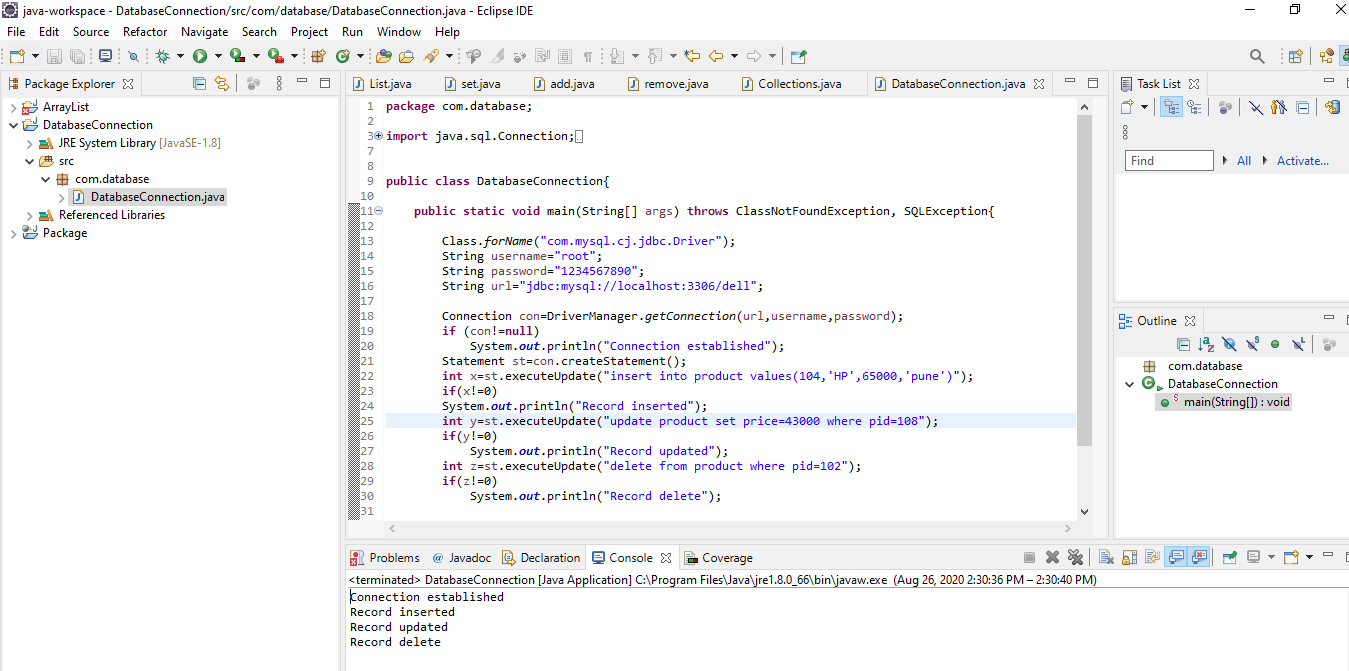 java-workspace - DatabaseConnection/src/com/database/DatabaseConnection.java - Eclipse IDE
File Edit Source Refactor Navigate Search Project Run Window Help
Package Explorer
ArrayList
DatabaseConnection
JRE System Library [JavaSE-1.8]
src
com.database
DatabaseConnection.java
Referenced Libraries
Package
List.java set.java add.java remove.java Collections.java DatabaseConnection.java
1 package com.database;
2
3 import java.sql.Connection;
7
8
9 public class DatabaseConnection{
10
11 public static void main(String[] args) throws ClassNotFoundException, SQLException{
12
13 Class.forName("com.mysql.cj.jdbc.Driver");
14 String username="root";
15 String password="1234567890";
16 String url="jdbc:mysql://localhost:3306/dell";
17
18 Connection con=DriverManager.getConnection(url,username,password);
19 if (con!=null)
20 System.out.println("Connection established");
21 Statement st=con.createStatement();
22 int x=st.executeUpdate("insert into product values(104,'HP',65000,'pune')");
23 if(x!=0)
24 System.out.println("Record inserted");
25 int y=st.executeUpdate("update product set price=43000 where pid=108");
26 if(y!=0)
27 System.out.println("Record updated");
28 int z=st.executeUpdate("delete from product where pid=102");
29 if(z!=0)
30 System.out.println("Record delete");
31
Task List
Find All Activate...
Outline
com.database
DatabaseConnection
main(String[]) : void
Problems @ Javadoc Declaration Console Coverage
<terminated> DatabaseConnection [Java Application] C:\Program Files\Java\jre1.8.0_66\bin\javaw.exe (Aug 26, 2020 2:30:36 PM – 2:30:40 PM)
Connection established
Record inserted
Record updated
Record delete